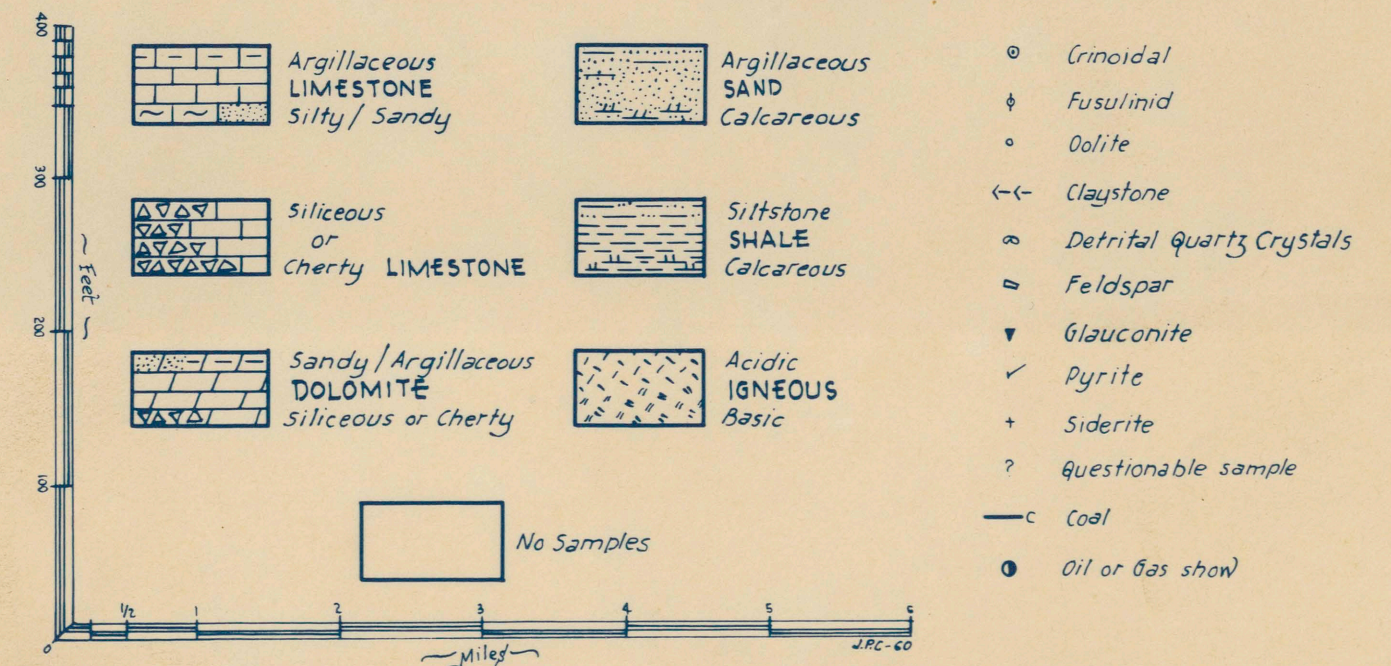 400
300
~ Feet ~
200
100
0
Argillaceous
LIMESTONE
Silty / Sandy
Siliceous
or
Cherty LIMESTONE
Sandy / Argillaceous
DOLOMITE
Siliceous or Cherty
Argillaceous
SAND
Calcareous
Siltstone
SHALE
Calcareous
Acidic
IGNEOUS
Basic
No Samples
Crinoidal
Fusulinid
Oolite
Claystone
Detrital Quartz Crystals
Feldspar
Glauconite
Pyrite
Siderite
? Questionable sample
C Coal
Oil or Gas show
1/2 1 2 3 4 5 6
~Miles~
J.P.C-60